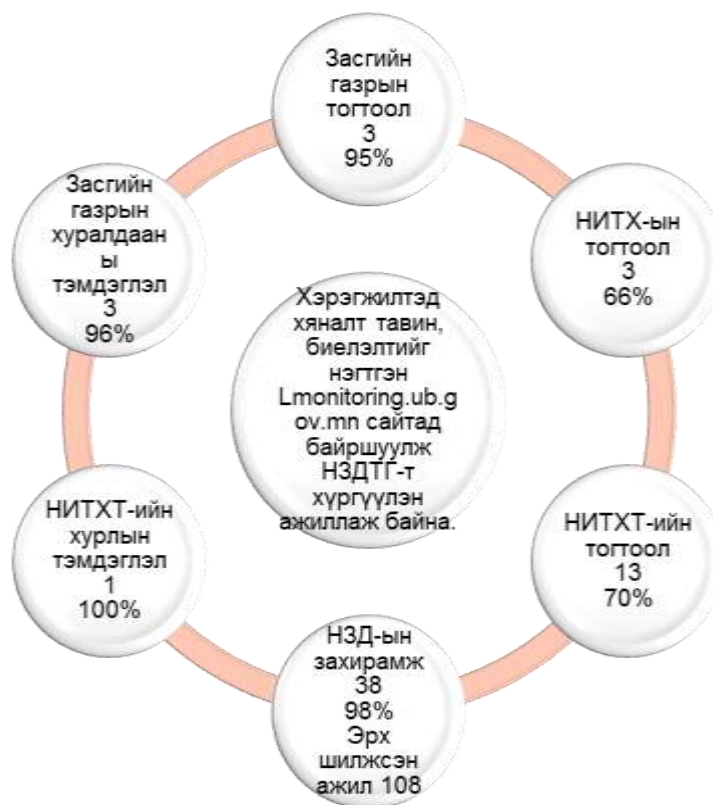 Засгийн
газрын
тогтоол
3
95%
НИТХ-ын
тогтоол
3
66%
НИТХТ-ийн
тогтоол
13
70%
НЗД-ын
захирамж
38
98%
Эрх
шилжсэн
ажил 108
НИТХТ-ийн
хурлын
тэмдэглэл
1
100%
Засгийн
газрын
хуралдаан
ы
тэмдэглэл
3
96%
Хэрэгжилтэд
хяналт тавин,
биелэлтийг
нэгтгэн
Lmonitoring.ub.g
ov.mn сайтад
байршуулж
НЗДТГ-т
хүргүүлэн
ажиллаж байна.